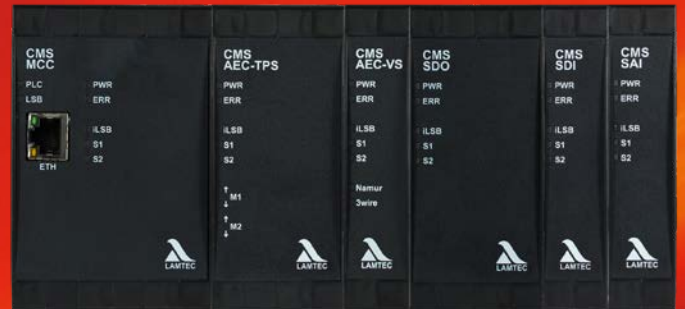 CMS
MCC
PLC
PWR
LSB
ERR
iLSB
S1
S2
ETH
LAMTEC
CMS
AEC-TPS
PWR
ERR
iLSB
S1
S2
M1
M2
LAMTEC
CMS
AEC-VS
PWR
ERR
iLSB
S1
S2
Namur
3wire
LAMTEC
CMS
SDO
PWR
ERR
iLSB
S1
S2
LAMTEC
CMS
SDI
PWR
ERR
iLSB
S1
S2
LAMTEC
CMS
SAI
PWR
ERR
iLSB
S1
S2
LAMTEC